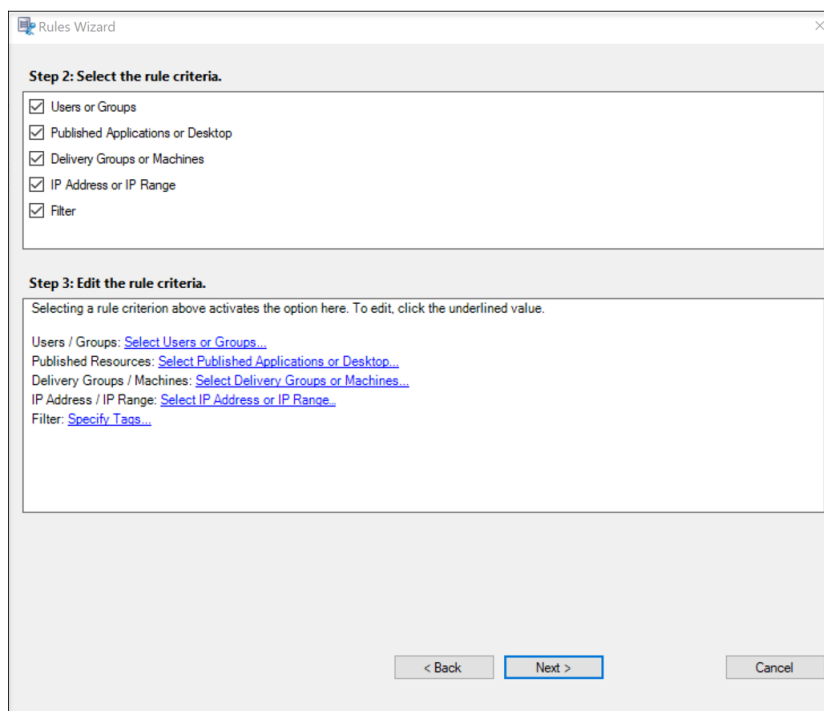 Rules Wizard
Step 2: Select the rule criteria.
Users or Groups
Published Applications or Desktop
Delivery Groups or Machines
IP Address or IP Range
Filter
Step 3: Edit the rule criteria.
Selecting a rule criterion above activates the option here. To edit, click the underlined value.
Users / Groups: Select Users or Groups...
Published Resources: Select Published Applications or Desktop...
Delivery Groups / Machines: Select Delivery Groups or Machines...
IP Address / IP Range: Select IP Address or IP Range..
Filter: Specify Tags...
< Back Next > Cancel